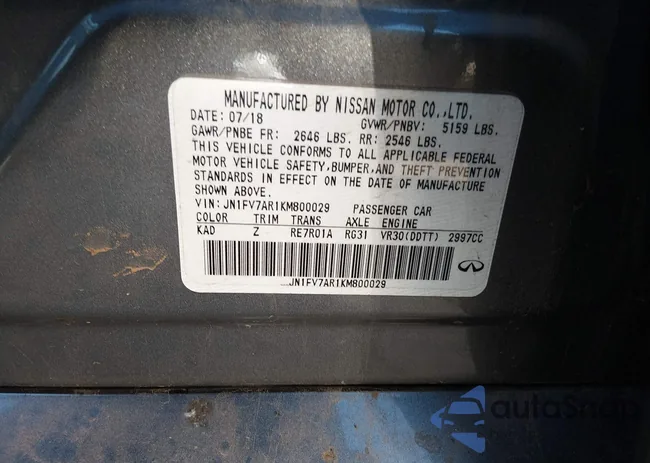 MANUFACTURED BY NISSAN MOTOR CO.,LTD.
DATE: 07/18 GVWR/PNBV: 5159 LBS.
GAWR/PNBE FR: 2646 LBS. RR: 2546 LBS.
THIS VEHICLE CONFORMS TO ALL APPLICABLE FEDERAL
MOTOR VEHICLE SAFETY,BUMPER,AND THEFT PREVENTION
STANDARDS IN EFFECT ON THE DATE OF MANUFACTURE
SHOWN ABOVE.
VIN: JN1FV7AR1KM800029 PASSENGER CAR
COLOR TRIM TRANS AXLE ENGINE
KAD Z RE7R01A RG31 VR30(DDTT) 2997CC
JN1FV7AR1KM800029
autoSnap